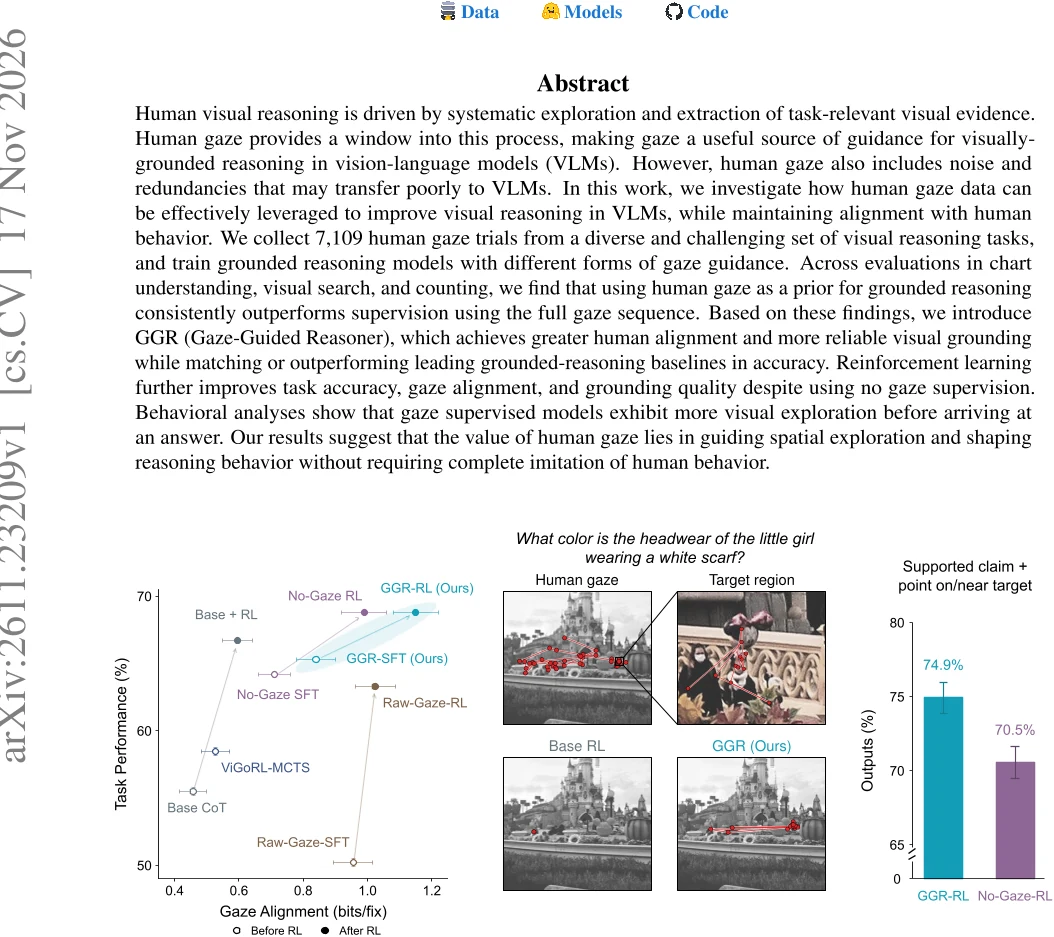 Data Models Code
arXiv:2611.23209v1 [cs.CV] 17 Nov 2026
Abstract
Human visual reasoning is driven by systematic exploration and extraction of task-relevant visual evidence.
Human gaze provides a window into this process, making gaze a useful source of guidance for visually-
grounded reasoning in vision-language models (VLMs). However, human gaze also includes noise and
redundancies that may transfer poorly to VLMs. In this work, we investigate how human gaze data can
be effectively leveraged to improve visual reasoning in VLMs, while maintaining alignment with human
behavior. We collect 7,109 human gaze trials from a diverse and challenging set of visual reasoning tasks,
and train grounded reasoning models with different forms of gaze guidance. Across evaluations in chart
understanding, visual search, and counting, we find that using human gaze as a prior for grounded reasoning
consistently outperforms supervision using the full gaze sequence. Based on these findings, we introduce
GGR (Gaze-Guided Reasoner), which achieves greater human alignment and more reliable visual grounding
while matching or outperforming leading grounded-reasoning baselines in accuracy. Reinforcement learning
further improves task accuracy, gaze alignment, and grounding quality despite using no gaze supervision.
Behavioral analyses show that gaze supervised models exhibit more visual exploration before arriving at
an answer. Our results suggest that the value of human gaze lies in guiding spatial exploration and shaping
reasoning behavior without requiring complete imitation of human behavior.
Task Performance (%)
70
60
50
GGR-RL (Ours)
No-Gaze RL
Base + RL
GGR-SFT (Ours)
No-Gaze SFT
Raw-Gaze-RL
ViGoRL-MCTS
Base CoT
Raw-Gaze-SFT
0.4 0.6 0.8 1.0 1.2
Gaze Alignment (bits/fix)
Before RL After RL
What color is the headwear of the little girl
wearing a white scarf?
Human gaze Target region
Base RL GGR (Ours)
Supported claim +
point on/near target
Outputs (%)
80
75
70
65
0
74.9%
70.5%
GGR-RL No-Gaze-RL